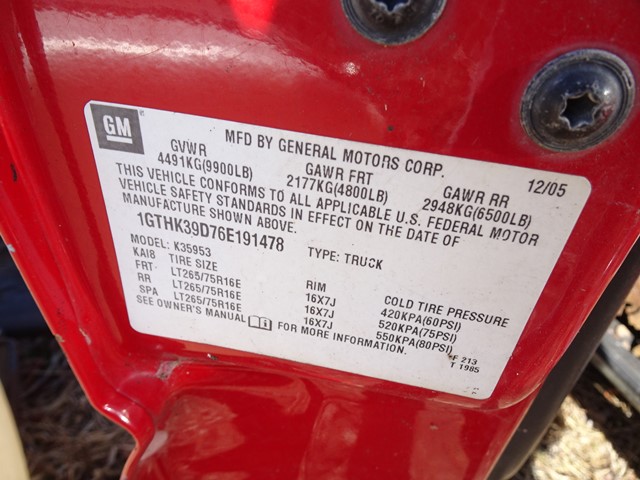 GM
MFD BY GENERAL MOTORS CORP. 12/05
GVWR GAWR FRT GAWR RR
4491KG(9900LB) 2177KG(4800LB) 2948KG(6500LB)
THIS VEHICLE CONFORMS TO ALL APPLICABLE U.S. FEDERAL MOTOR
VEHICLE SAFETY STANDARDS IN EFFECT ON THE DATE OF
MANUFACTURE SHOWN ABOVE.
1GTHK39D76E191478 TYPE: TRUCK
MODEL: K35953
KAI8 TIRE SIZE RIM COLD TIRE PRESSURE
FRT LT265/75R16E 16X7J 420KPA(60PSI)
RR LT265/75R16E 16X7J 520KPA(75PSI)
SPA LT265/75R16E 16X7J 550KPA(80PSI)
SEE OWNER'S MANUAL FOR MORE INFORMATION.
213
T 1985